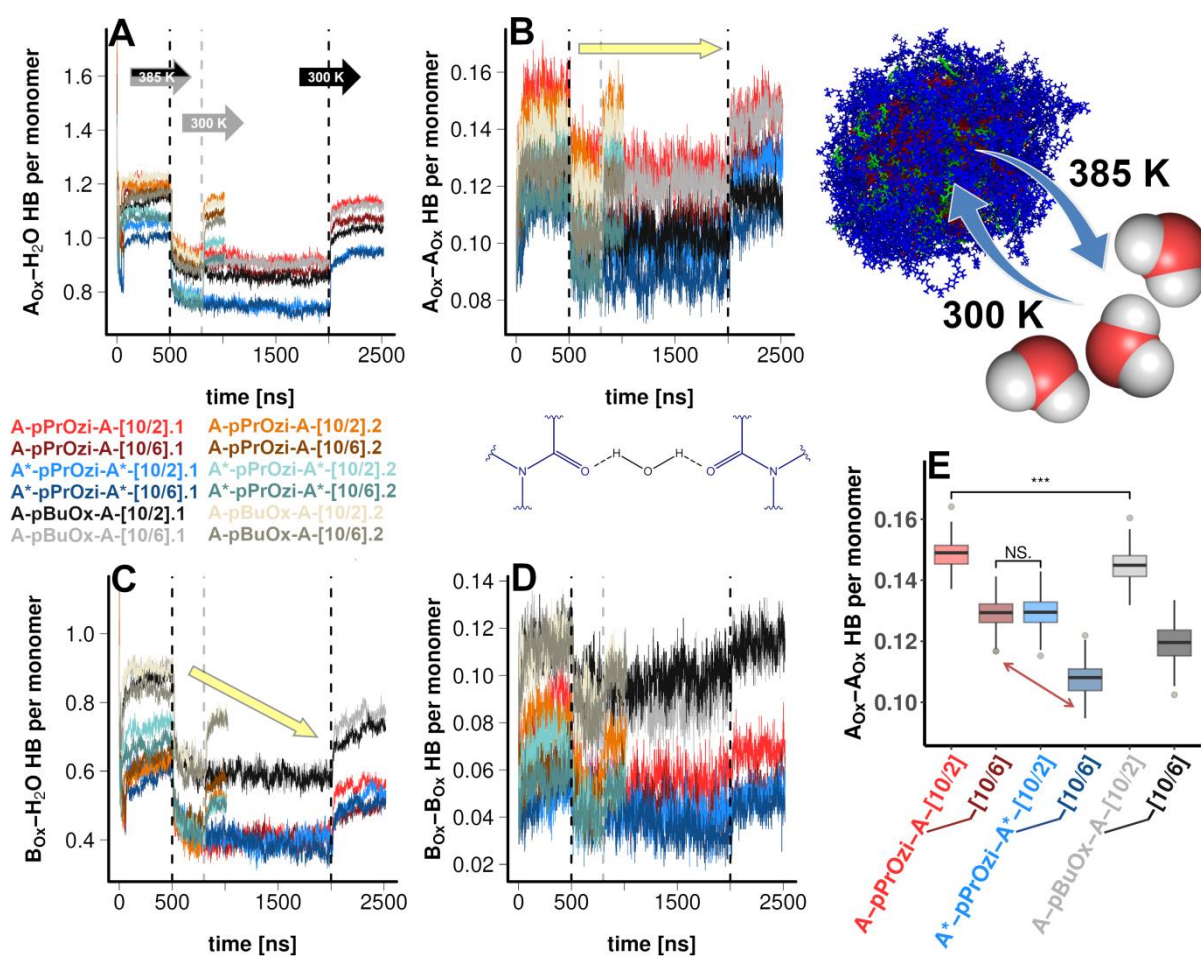 A
A_Ox–H₂O HB per monomer
1.6
1.4
1.2
1.0
0.8
385 K
300 K
300 K
0 500 1500 2500
time [ns]
B
A_Ox–A_Ox HB per monomer
0.16
0.14
0.12
0.10
0.08
0 500 1500 2500
time [ns]
385 K
300 K
A-pPrOzi-A-[10/2].1 A-pPrOzi-A-[10/2].2
A-pPrOzi-A-[10/6].1 A-pPrOzi-A-[10/6].2
A*-pPrOzi-A*-[10/2].1 A*-pPrOzi-A*-[10/2].2
A*-pPrOzi-A*-[10/6].1 A*-pPrOzi-A*-[10/6].2
A-pBuOx-A-[10/2].1 A-pBuOx-A-[10/2].2
A-pBuOx-A-[10/6].1 A-pBuOx-A-[10/6].2
N O H O H O N
C
B_Ox–H₂O HB per monomer
1.0
0.8
0.6
0.4
0 500 1500 2500
time [ns]
D
B_Ox–B_Ox HB per monomer
0.14
0.12
0.10
0.08
0.06
0.04
0.02
0 500 1500 2500
time [ns]
E
A_Ox–A_Ox HB per monomer
0.16
0.14
0.12
0.10
***
NS.
A–pPrOzi–A–[10/2]
–[10/6]
A*–pPrOzi–A*–[10/2]
–[10/6]
A–pBuOx–A–[10/2]
–[10/6]